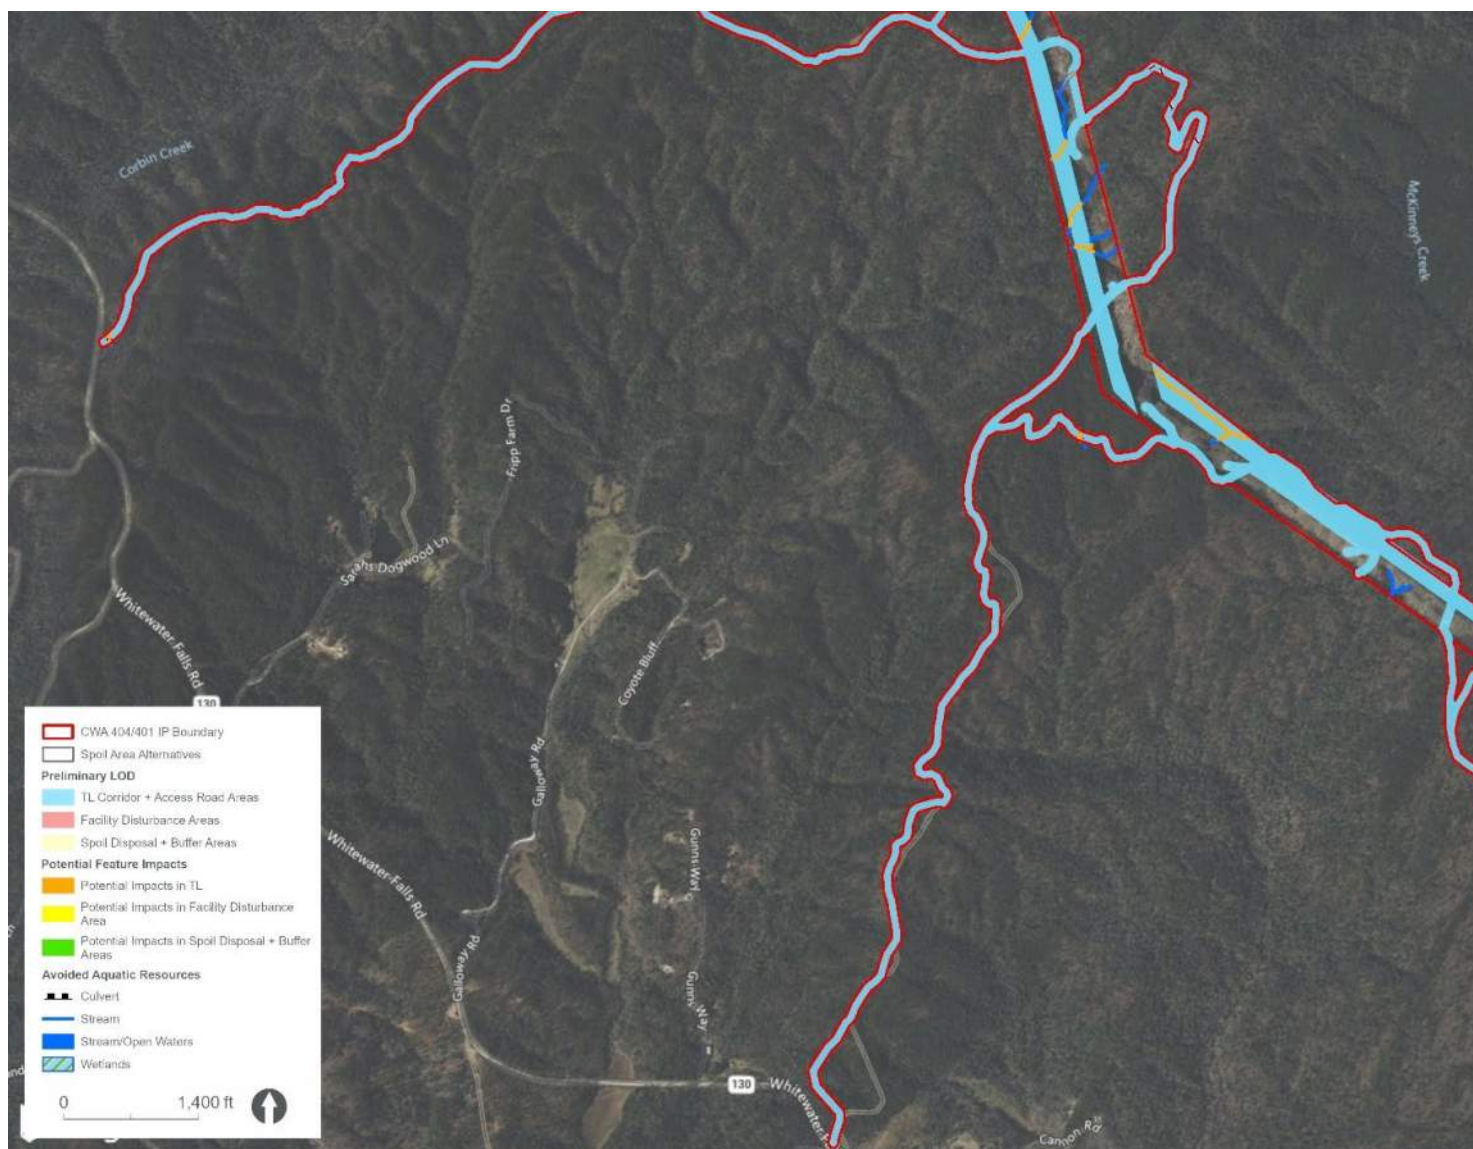 Corbin Creek
McKinneys Creek
Fripp Farm Dr
Sarahs Dogwood Ln
Whitewater Falls Rd
130
Coyote Bluff
Galloway Rd
CWA 404/401 IP Boundary
Spoil Area Alternatives
Preliminary LOD
TL Corridor + Access Road Areas
Facility Disturbance Areas
Spoil Disposal + Buffer Areas
Potential Feature Impacts
Potential Impacts in TL
Potential Impacts in Facility Disturbance
Area
Potential Impacts in Spoil Disposal + Buffer
Areas
Avoided Aquatic Resources
Culvert
Stream
Stream/Open Waters
Wetlands
0 1,400 ft
Whitewater Falls Rd
Gunns Way
Galloway Rd
Gunns Way
130
Whitewater F
Cannon Rd